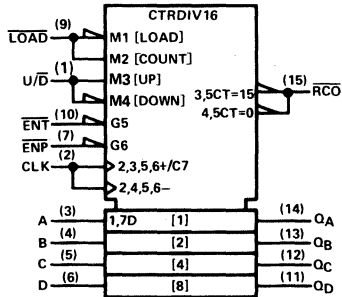 CTRDIV16
(9)
LOAD M1 [LOAD]
M2 [COUNT]
(1)
U/D M3 [UP] 3,5CT=15 (15)
M4 [DOWN] 4,5CT=0 RCO
(10)
ENT G5
(7)
ENP G6
(2)
CLK 2,3,5,6+/C7
2,4,5,6−
A (3) 1,7D [1] (14) QA
B (4) [2] (13) QB
C (5) [4] (12) QC
D (6) [8] (11) QD